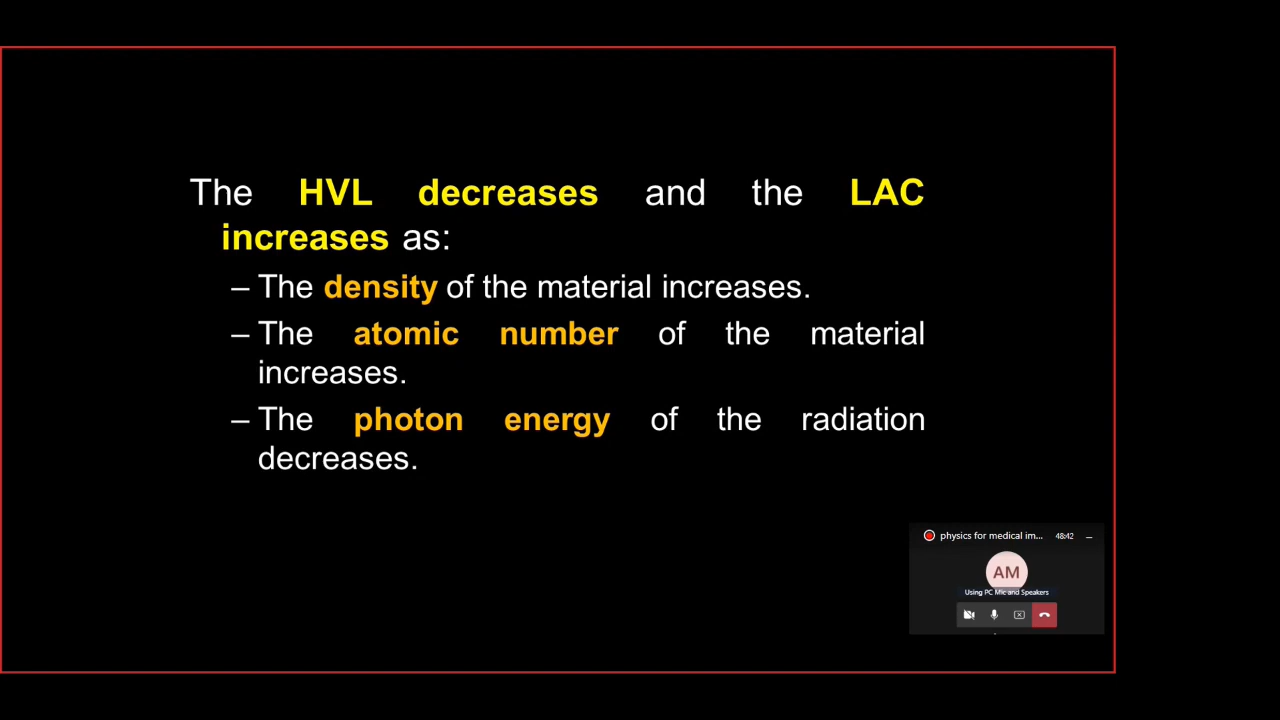 The HVL decreases and the LAC
increases as:
– The density of the material increases.
– The atomic number of the material
increases.
– The photon energy of the radiation
decreases.
physics for medical im... 48:42
AM
Using PC Mic and Speakers